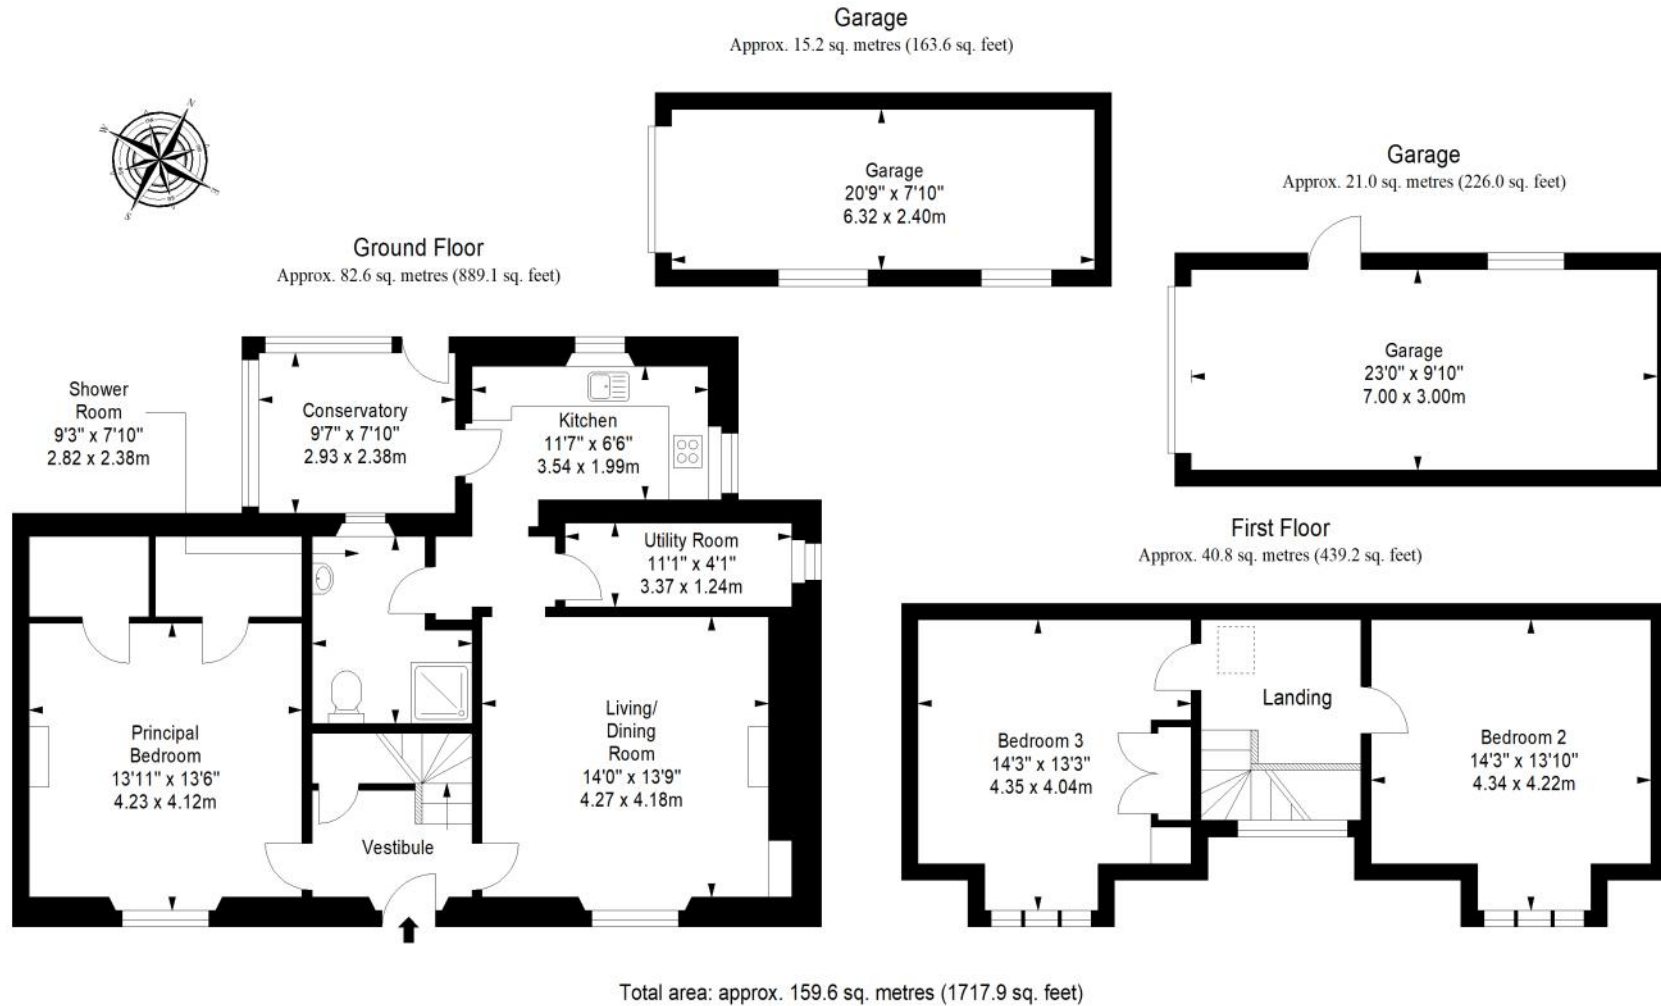 Garage
Approx. 15.2 sq. metres (163.6 sq. feet)
Garage
20'9" x 7'10"
6.32 x 2.40m
Garage
Approx. 21.0 sq. metres (226.0 sq. feet)
Garage
23'0" x 9'10"
7.00 x 3.00m
N
W
E
S
Ground Floor
Approx. 82.6 sq. metres (889.1 sq. feet)
Shower
Room
9'3" x 7'10"
2.82 x 2.38m
Conservatory
9'7" x 7'10"
2.93 x 2.38m
Kitchen
11'7" x 6'6"
3.54 x 1.99m
Utility Room
11'1" x 4'1"
3.37 x 1.24m
Principal
Bedroom
13'11" x 13'6"
4.23 x 4.12m
Living/
Dining
Room
14'0" x 13'9"
4.27 x 4.18m
Vestibule
First Floor
Approx. 40.8 sq. metres (439.2 sq. feet)
Landing
Bedroom 3
14'3" x 13'3"
4.35 x 4.04m
Bedroom 2
14'3" x 13'10"
4.34 x 4.22m
Total area: approx. 159.6 sq. metres (1717.9 sq. feet)